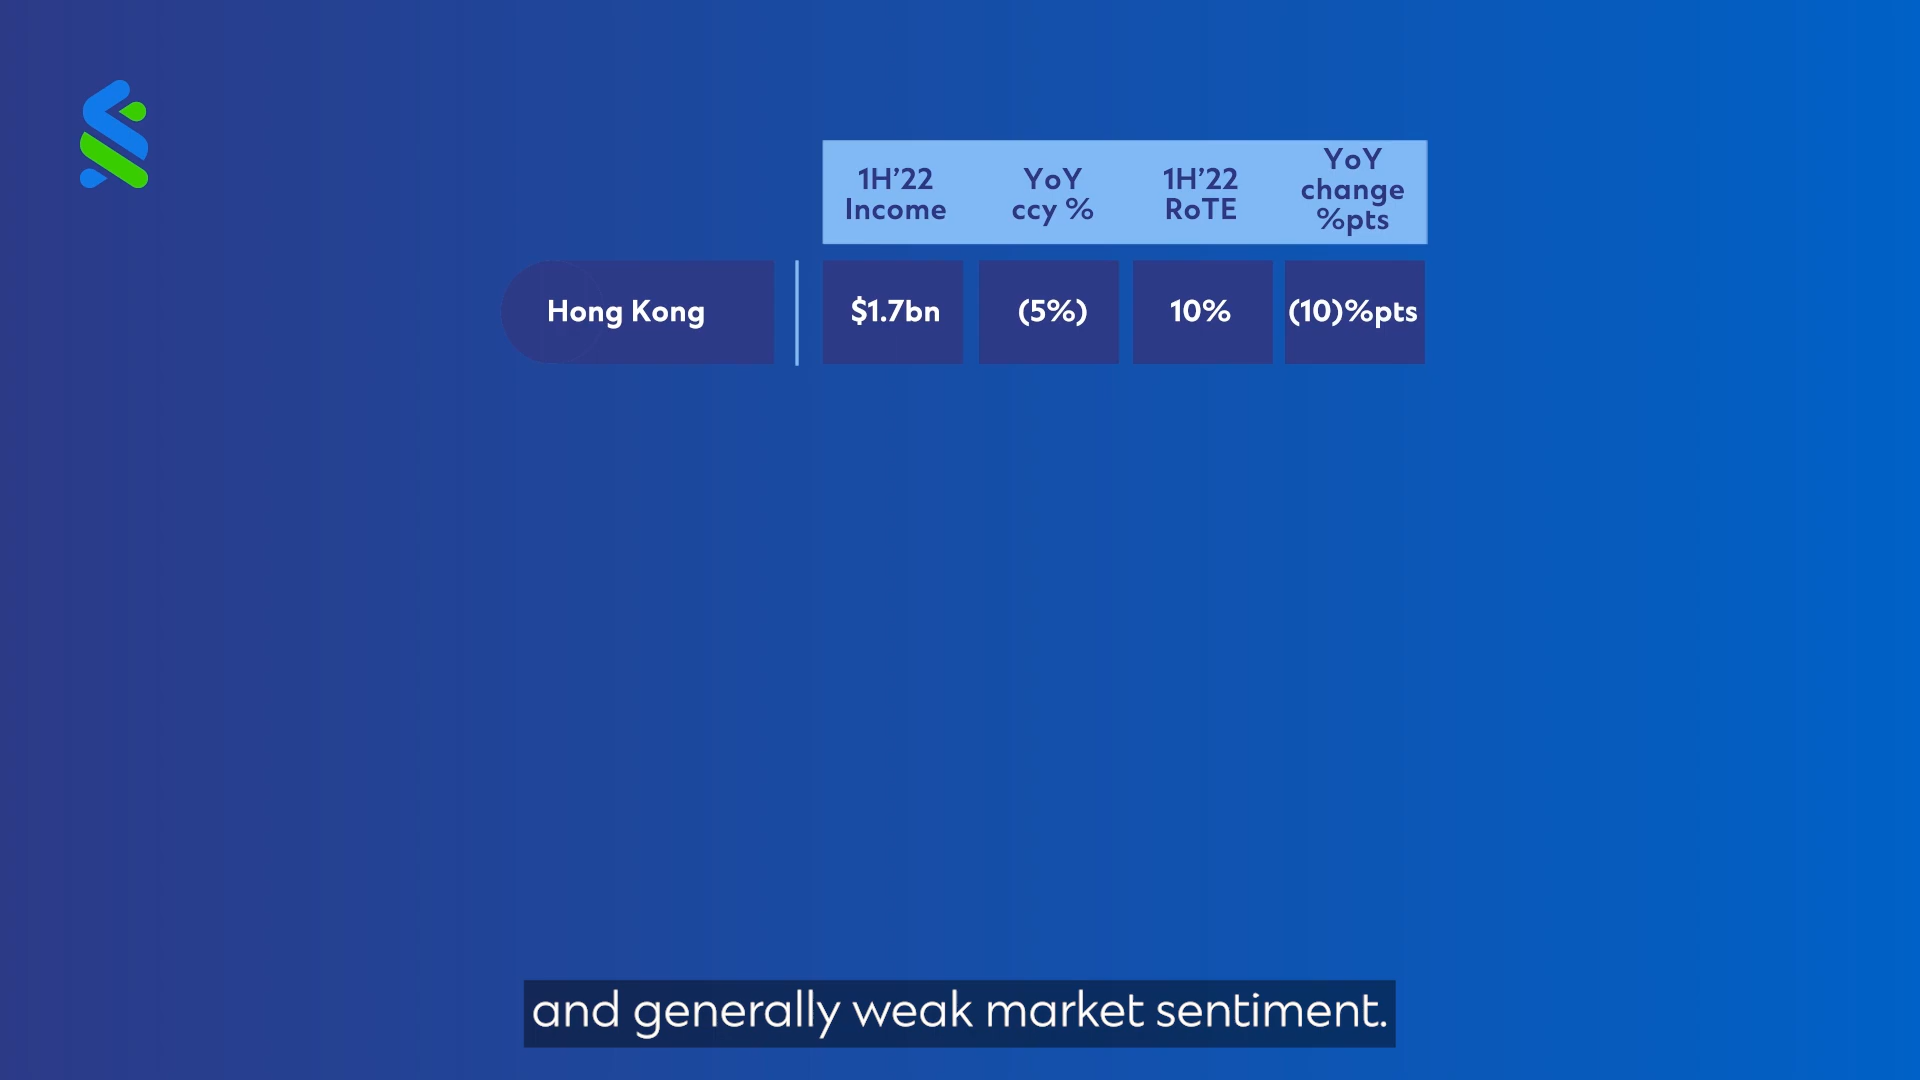 1H’22 Income
YoY ccy %
1H’22 RoTE
YoY change %pts
Hong Kong
$1.7bn
(5%)
10%
(10)%pts
and generally weak market sentiment.